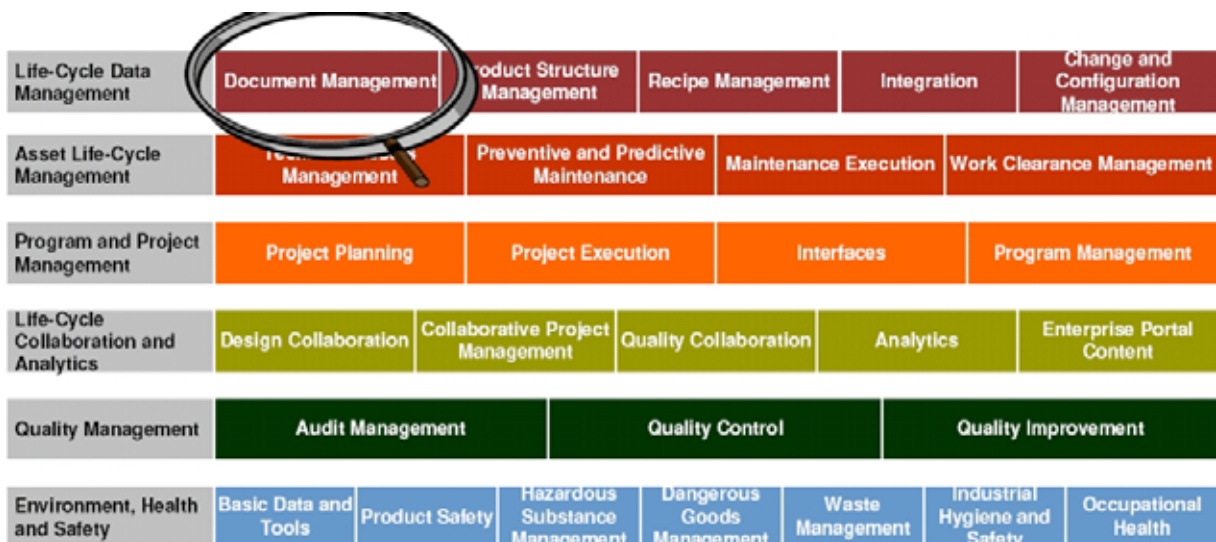 Life-Cycle Data
Management
Document Management
Product Structure
Management
Recipe Management
Integration
Change and
Configuration
Management
Asset Life-Cycle
Management
Management
Preventive and Predictive
Maintenance
Maintenance Execution
Work Clearance Management
Program and Project
Management
Project Planning
Project Execution
Interfaces
Program Management
Life-Cycle
Collaboration and
Analytics
Design Collaboration
Collaborative Project
Management
Quality Collaboration
Analytics
Enterprise Portal
Content
Quality Management
Audit Management
Quality Control
Quality Improvement
Environment, Health
and Safety
Basic Data and
Tools
Product Safety
Hazardous
Substance
Management
Dangerous
Goods
Management
Waste
Management
Industrial
Hygiene and
Safety
Occupational
Health